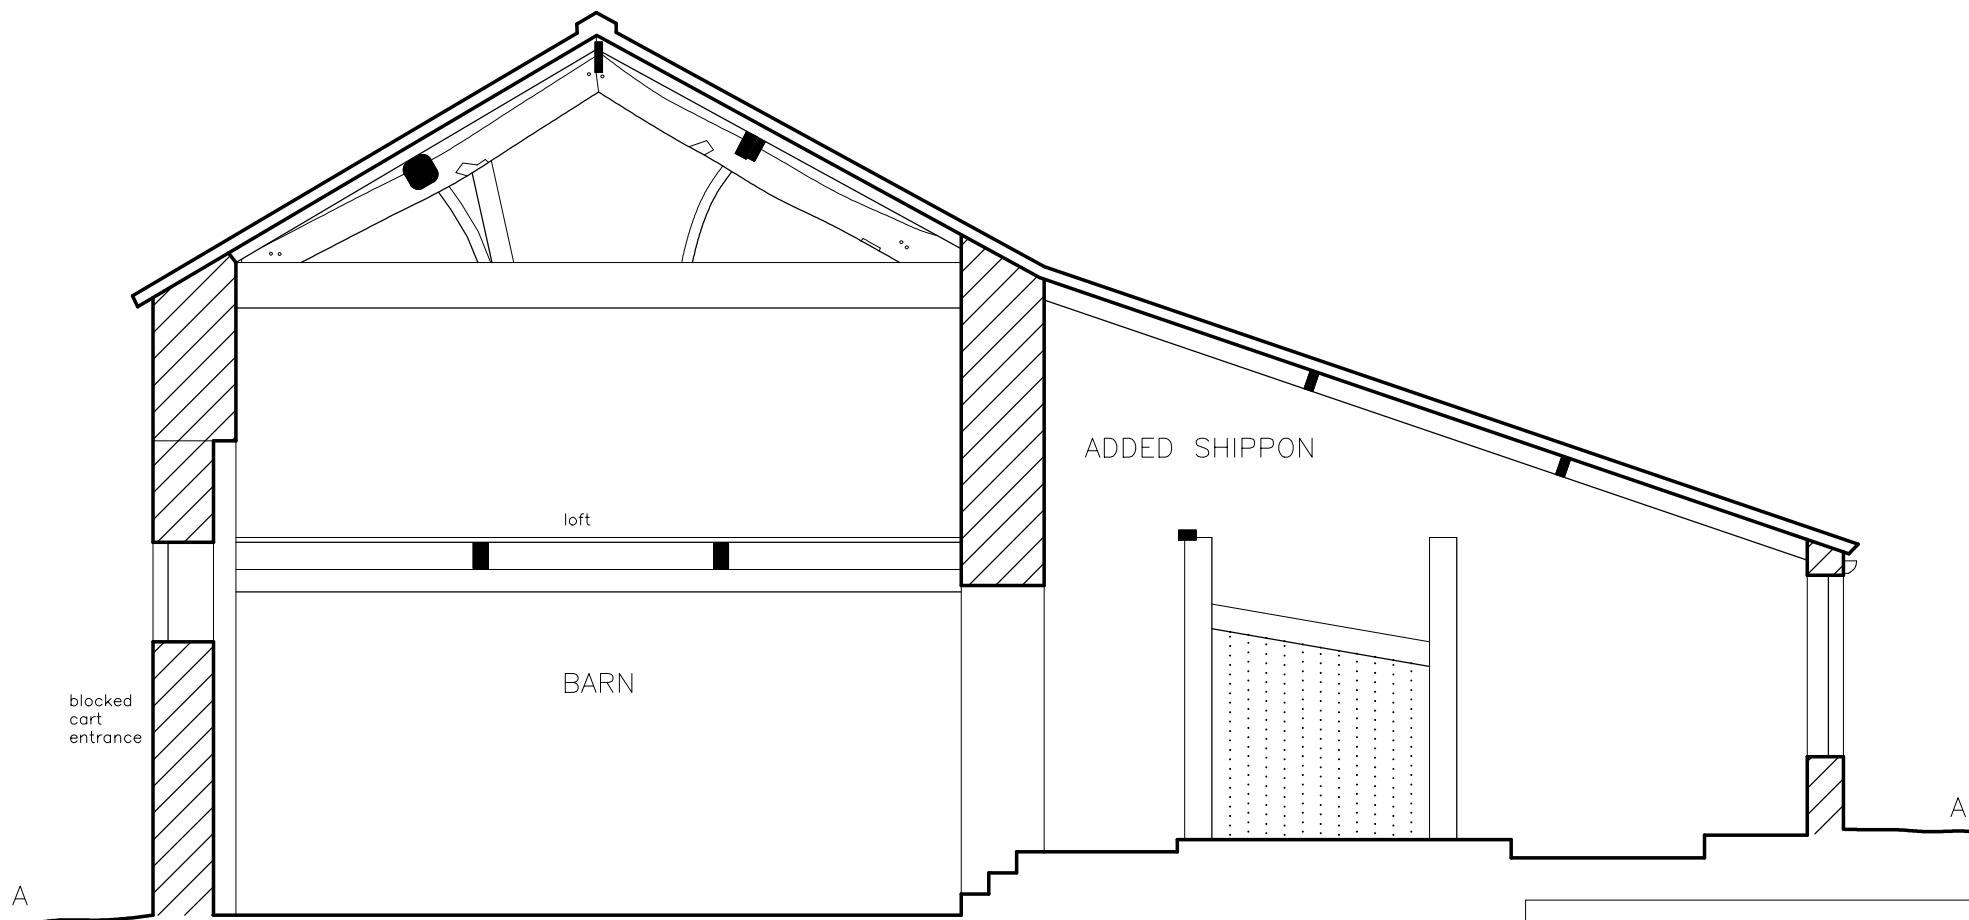 ADDED SHIPPON
loft
BARN
blocked
cart
entrance
A
A